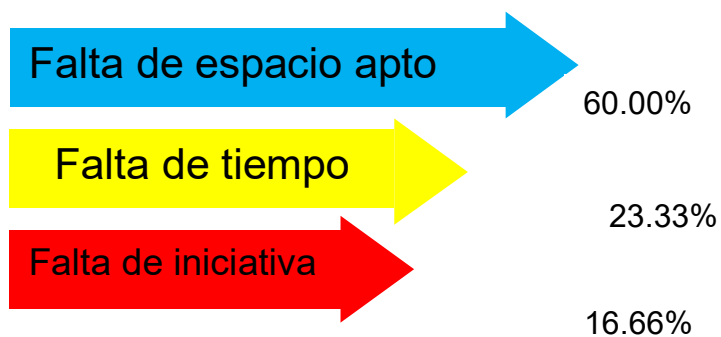 Falta de espacio apto
60.00%
Falta de tiempo
23.33%
Falta de iniciativa
16.66%